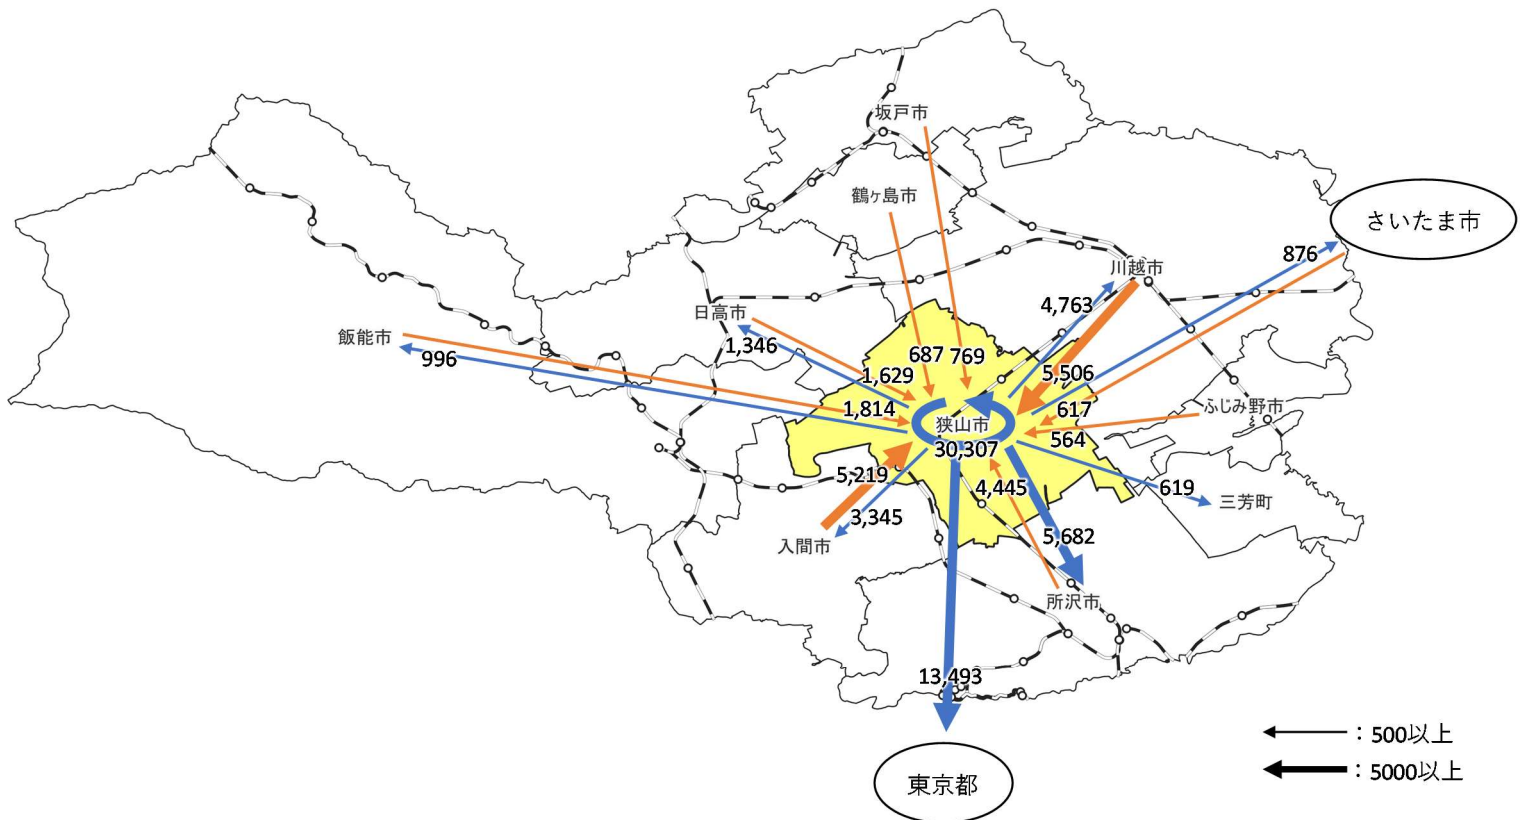 坂戸市
鶴ヶ島市
さいたま市
876
川越市
4,763
日高市
飯能市
1,346
996
687
769
1,629
5,506
1,814
617
ふじみ野市
狭山市
564
30,307
5,219
4,445
619
三芳町
3,345
5,682
入間市
所沢市
13,493
：500以上
：5000以上
東京都